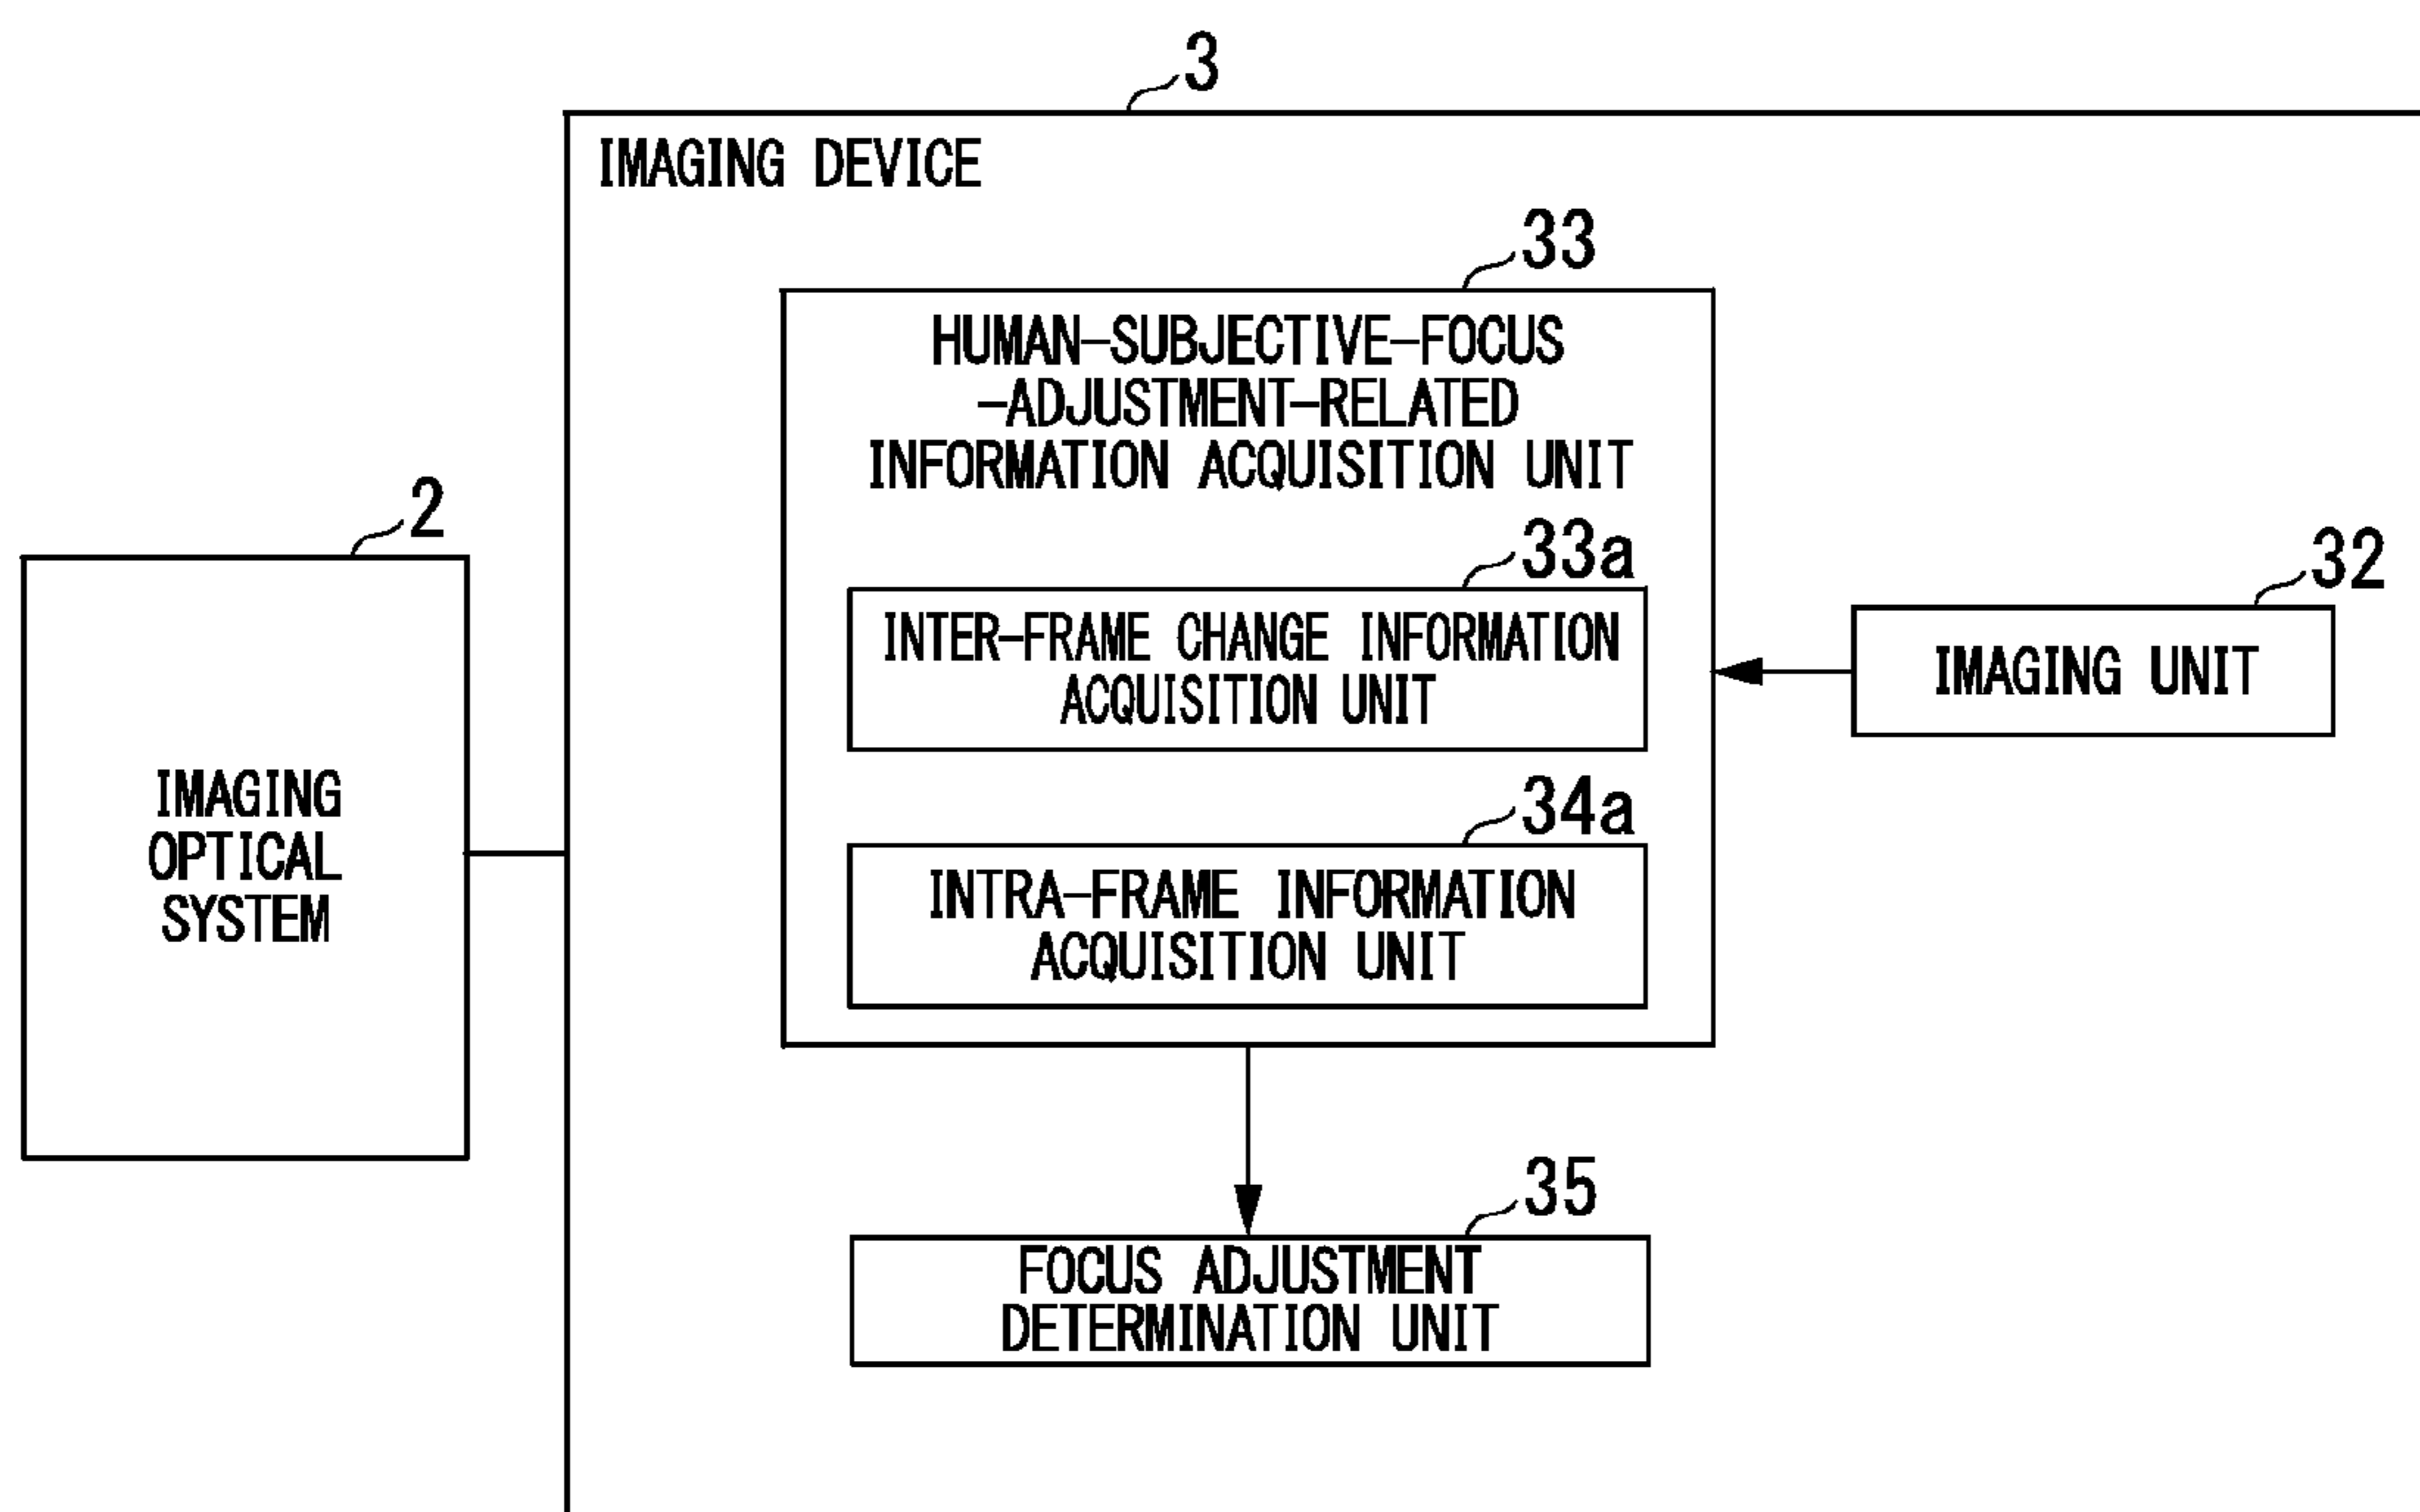 3
IMAGING DEVICE
33
HUMAN-SUBJECTIVE-FOCUS
-ADJUSTMENT-RELATED
INFORMATION ACQUISITION UNIT
2
33a
32
INTER-FRAME CHANGE INFORMATION
ACQUISITION UNIT
IMAGING UNIT
IMAGING
OPTICAL
SYSTEM
34a
INTRA-FRAME INFORMATION
ACQUISITION UNIT
35
FOCUS ADJUSTMENT
DETERMINATION UNIT